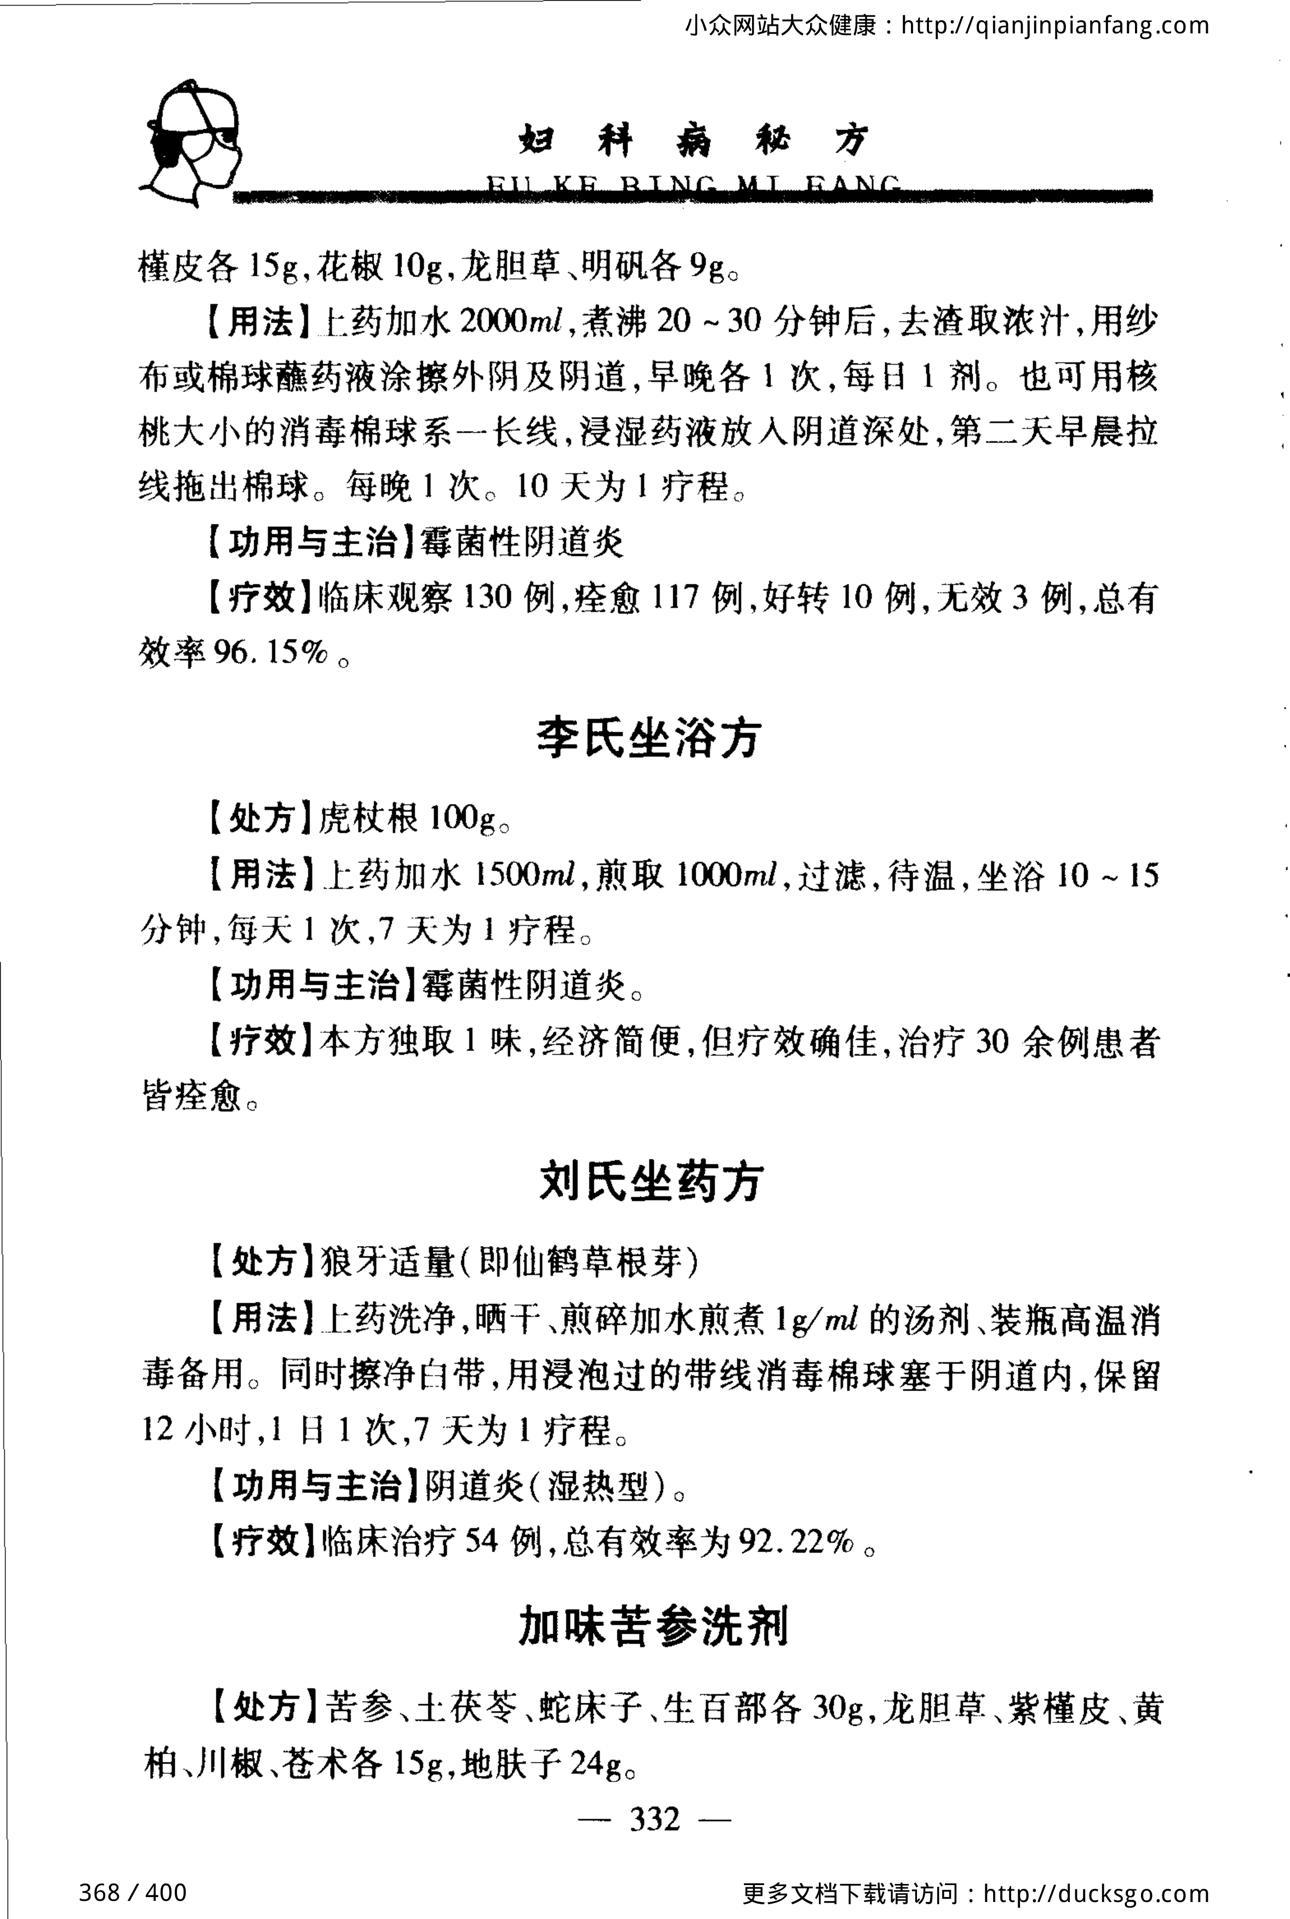 小众网站大众健康：http://qianjinpianfang.com
妇科病秘方
FU KE BING MI FANG
槿皮各 15g,花椒 10g,龙胆草、明矾各 9g。
【用法】上药加水 2000ml,煮沸 20 ~ 30 分钟后,去渣取浓汁,用纱
布或棉球蘸药液涂擦外阴及阴道,早晚各 1 次,每日 1 剂。也可用核
桃大小的消毒棉球系一长线,浸湿药液放入阴道深处,第二天早晨拉
线拖出棉球。每晚 1 次。10 天为 1 疗程。
【功用与主治】霉菌性阴道炎
【疗效】临床观察 130 例,痊愈 117 例,好转 10 例,无效 3 例,总有
效率 96.15%。
李氏坐浴方
【处方】虎杖根 100g。
【用法】上药加水 1500ml,煎取 1000ml,过滤,待温,坐浴 10 ~ 15
分钟,每天 1 次,7 天为 1 疗程。
【功用与主治】霉菌性阴道炎。
【疗效】本方独取 1 味,经济简便,但疗效确佳,治疗 30 余例患者
皆痊愈。
刘氏坐药方
【处方】狼牙适量(即仙鹤草根芽)
【用法】上药洗净,晒干、煎碎加水煎煮 1g/ml 的汤剂、装瓶高温消
毒备用。同时擦净白带,用浸泡过的带线消毒棉球塞于阴道内,保留
12 小时,1 日 1 次,7 天为 1 疗程。
【功用与主治】阴道炎(湿热型)。
【疗效】临床治疗 54 例,总有效率为 92.22%。
加味苦参洗剂
【处方】苦参、土茯苓、蛇床子、生百部各 30g,龙胆草、紫槿皮、黄
柏、川椒、苍术各 15g,地肤子 24g。
— 332 —
368 / 400
更多文档下载请访问：http://ducksgo.com